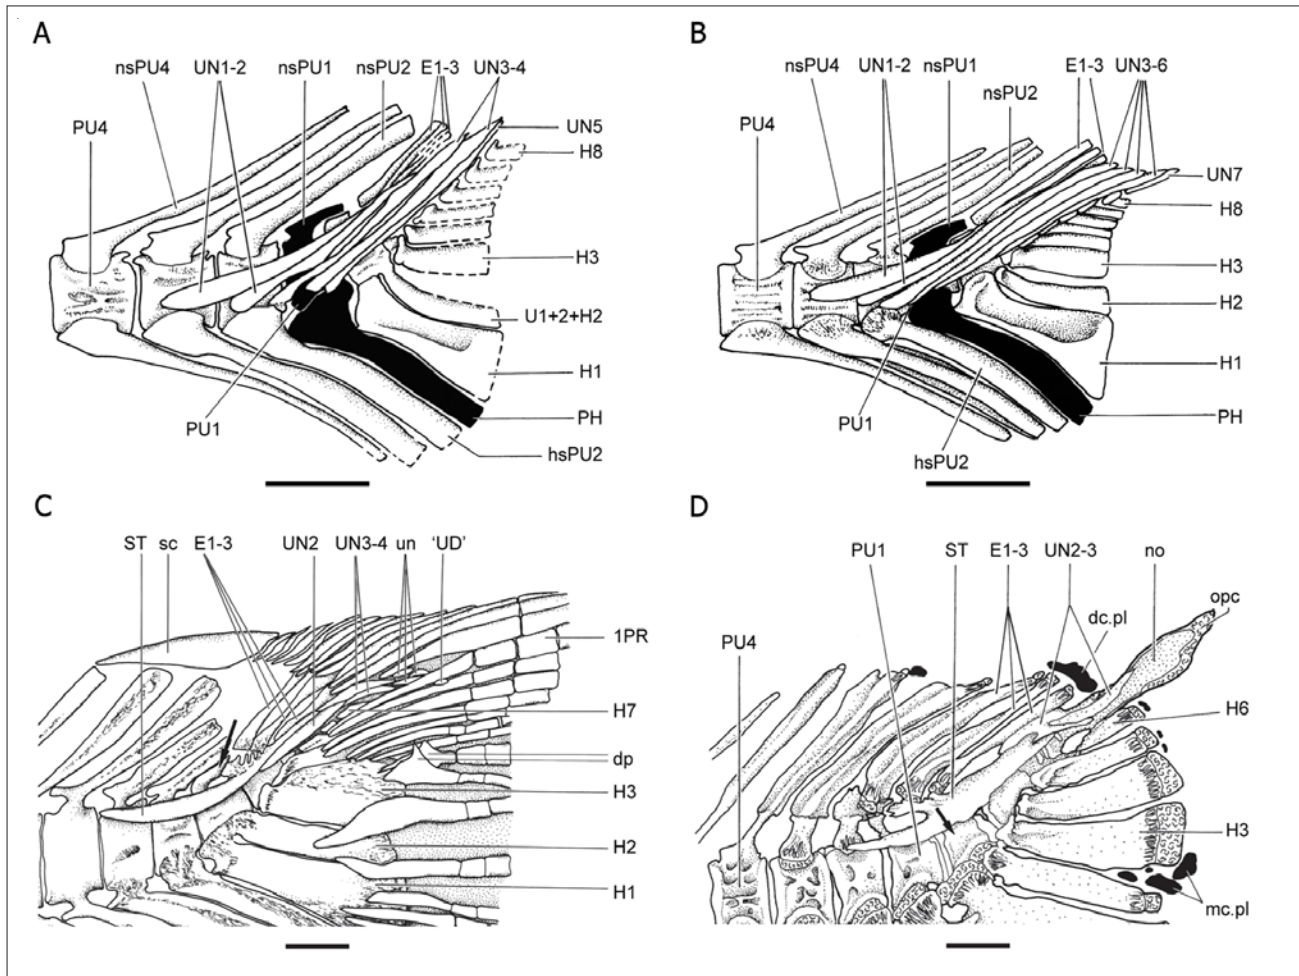 A
nsPU4 UN1-2 nsPU1 nsPU2 E1-3 UN3-4
PU4
UN5
H8
H3
U1+2+H2
H1
PH
PU1
hsPU2
B
nsPU4 UN1-2 nsPU1 E1-3 UN3-6
nsPU2
PU4
UN7
H8
H3
H2
H1
PH
PU1
hsPU2
C
ST sc E1-3 UN2 UN3-4 un 'UD'
1PR
H7
dp
H3
H2
H1
D
PU1 ST E1-3 UN2-3 no
opc
dc.pl
PU4
H6
H3
mc.pl